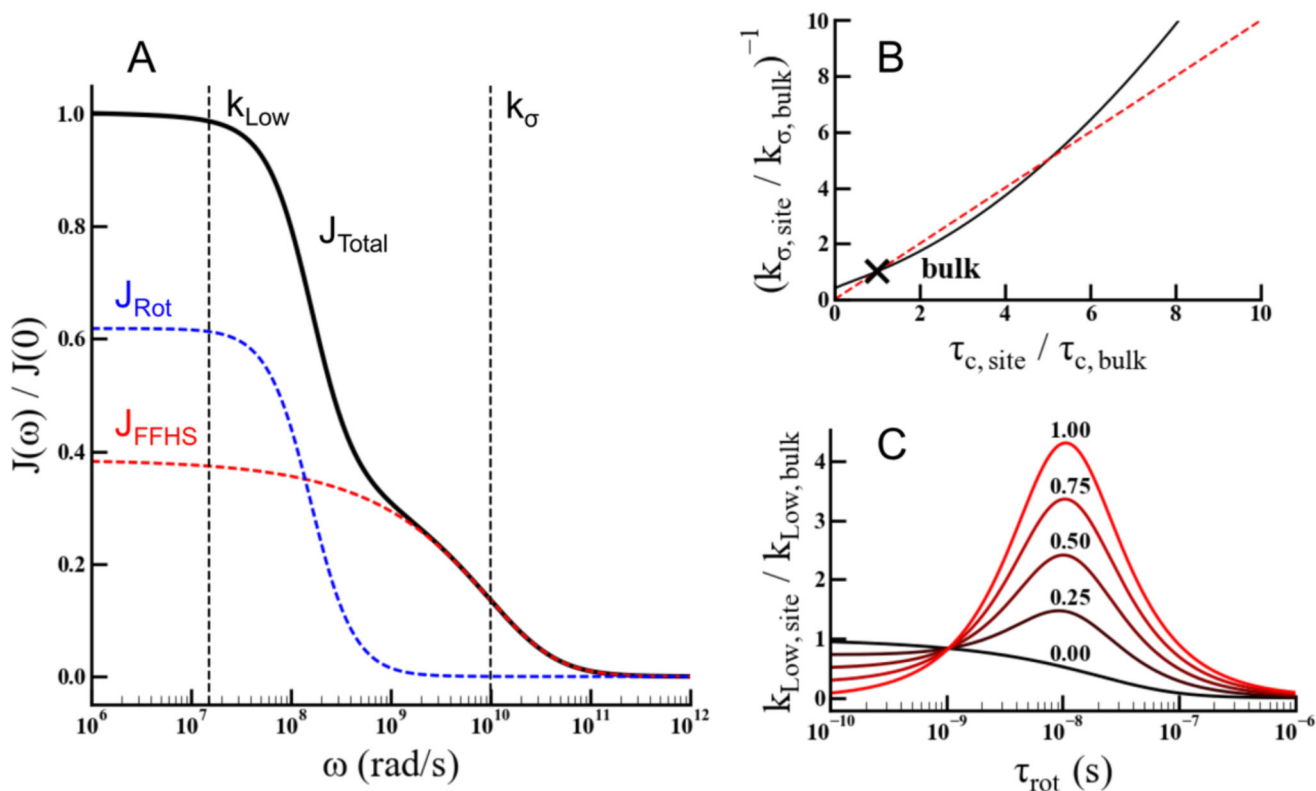 A
k_Low
k_σ
J_Total
J_Rot
J_FFHS
J(ω) / J(0)
1.0
0.8
0.6
0.4
0.2
0.0
10^6
10^7
10^8
10^9
10^10
10^11
10^12
ω (rad/s)
B
(k_σ, site / k_σ, bulk)^−1
10
8
6
4
2
0
bulk
0
2
4
6
8
10
τ_c, site / τ_c, bulk
C
k_Low, site / k_Low, bulk
4
3
2
1
0
1.00
0.75
0.50
0.25
0.00
10^−10
10^−9
10^−8
10^−7
10^−6
τ_rot (s)